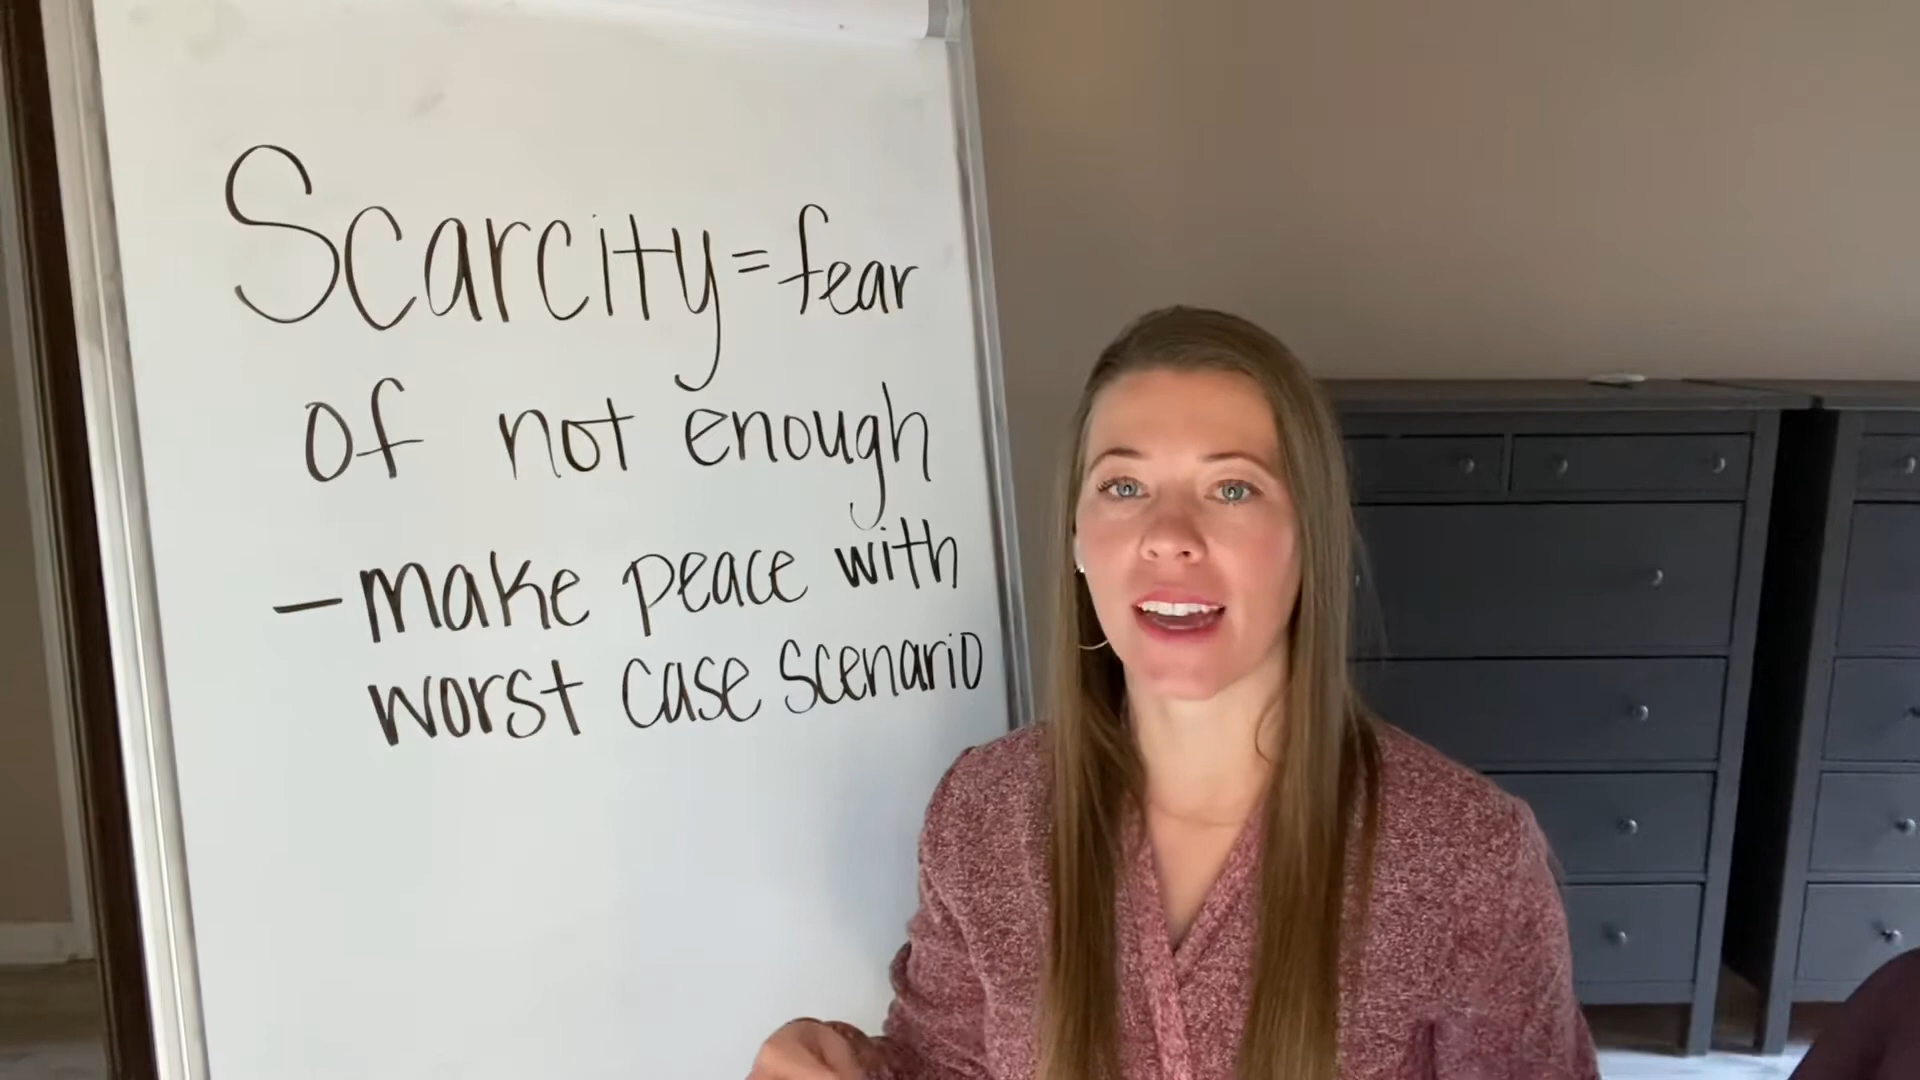 Scarcity = fear
of not enough
- make peace with
worst case scenario